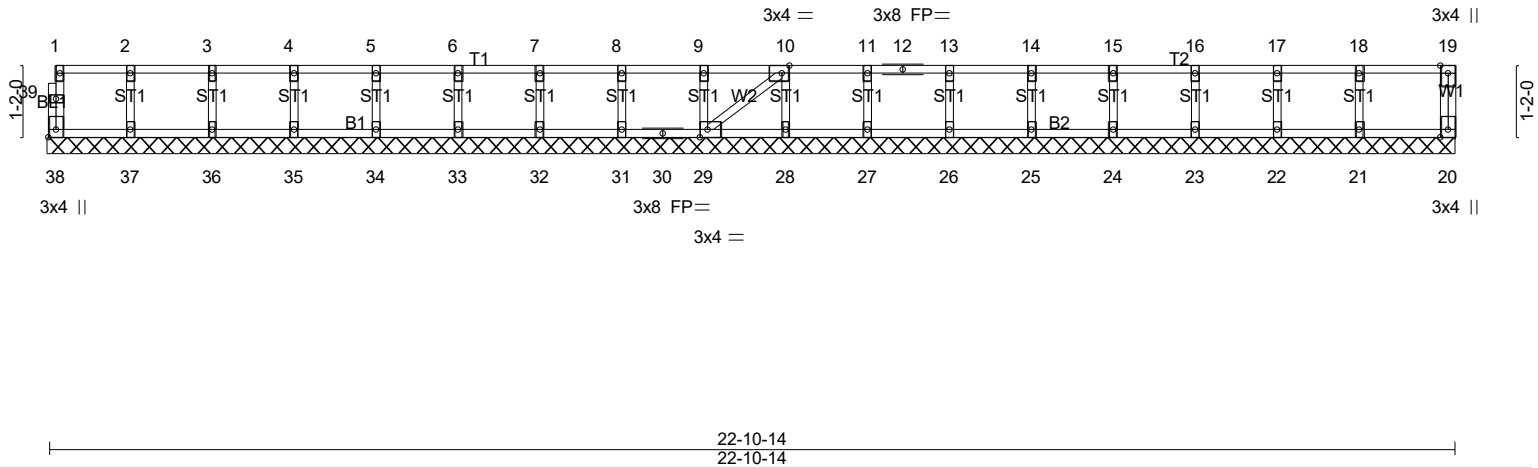 3x4 = 3x8 FP= 3x4 ||
1 2 3 4 5 6 7 8 9 10 11 12 13 14 15 16 17 18 19
T1 T2
39 1-2-0 BL1 ST1 ST1 ST1 ST1 ST1 ST1 ST1 ST1 W2 ST1 ST1 ST1 ST1 ST1 ST1 ST1 ST1 W1 1-2-0
B1 B2
38 37 36 35 34 33 32 31 30 29 28 27 26 25 24 23 22 21 20
3x4 || 3x8 FP= 3x4 ||
3x4 =
22-10-14
22-10-14